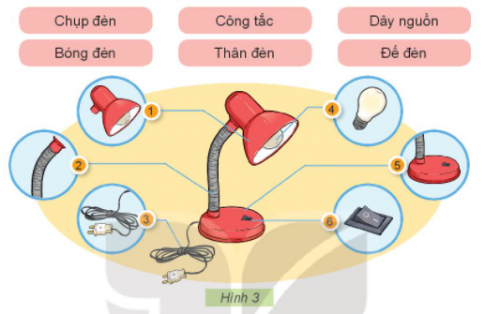 Chụp đèn
Công tắc
Dây nguồn
Bóng đèn
Thân đèn
Đế đèn
1
4
2
5
3
6
Hình 3